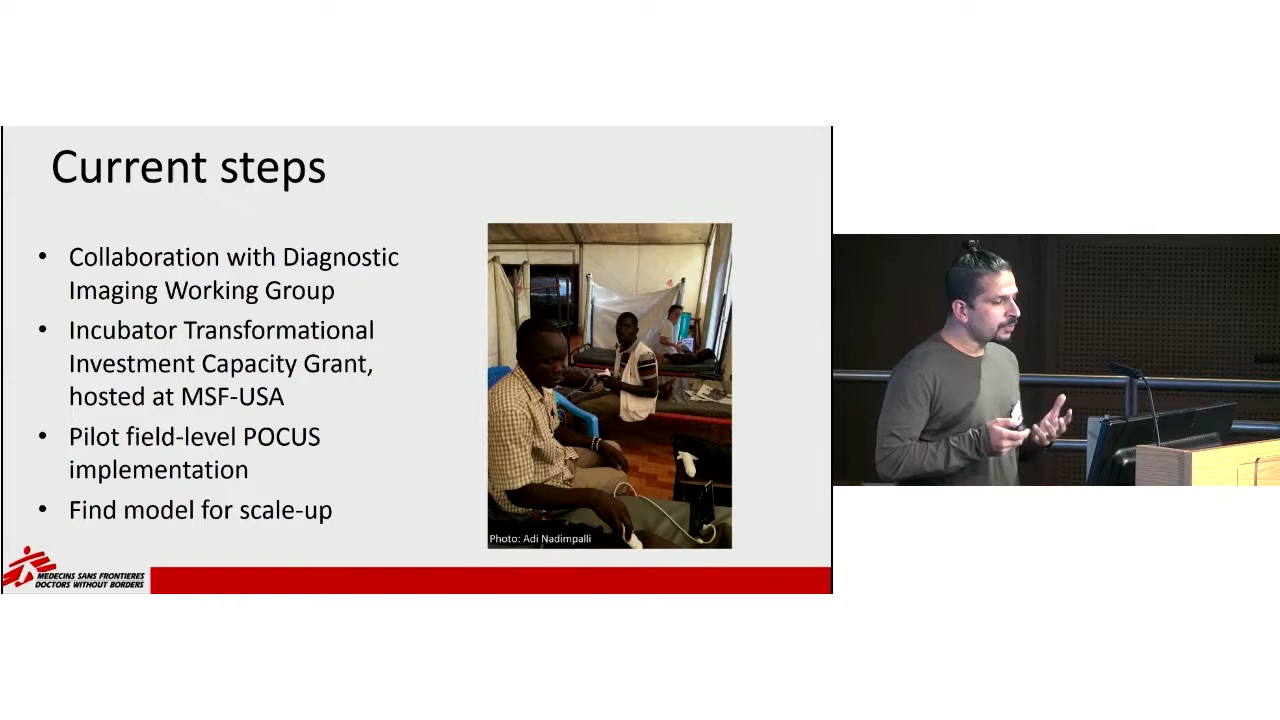 Current steps
• Collaboration with Diagnostic
Imaging Working Group
• Incubator Transformational
Investment Capacity Grant,
hosted at MSF-USA
• Pilot field-level POCUS
implementation
• Find model for scale-up
Photo: Adi Nadimpalli
MEDECINS SANS FRONTIERES
DOCTORS WITHOUT BORDERS